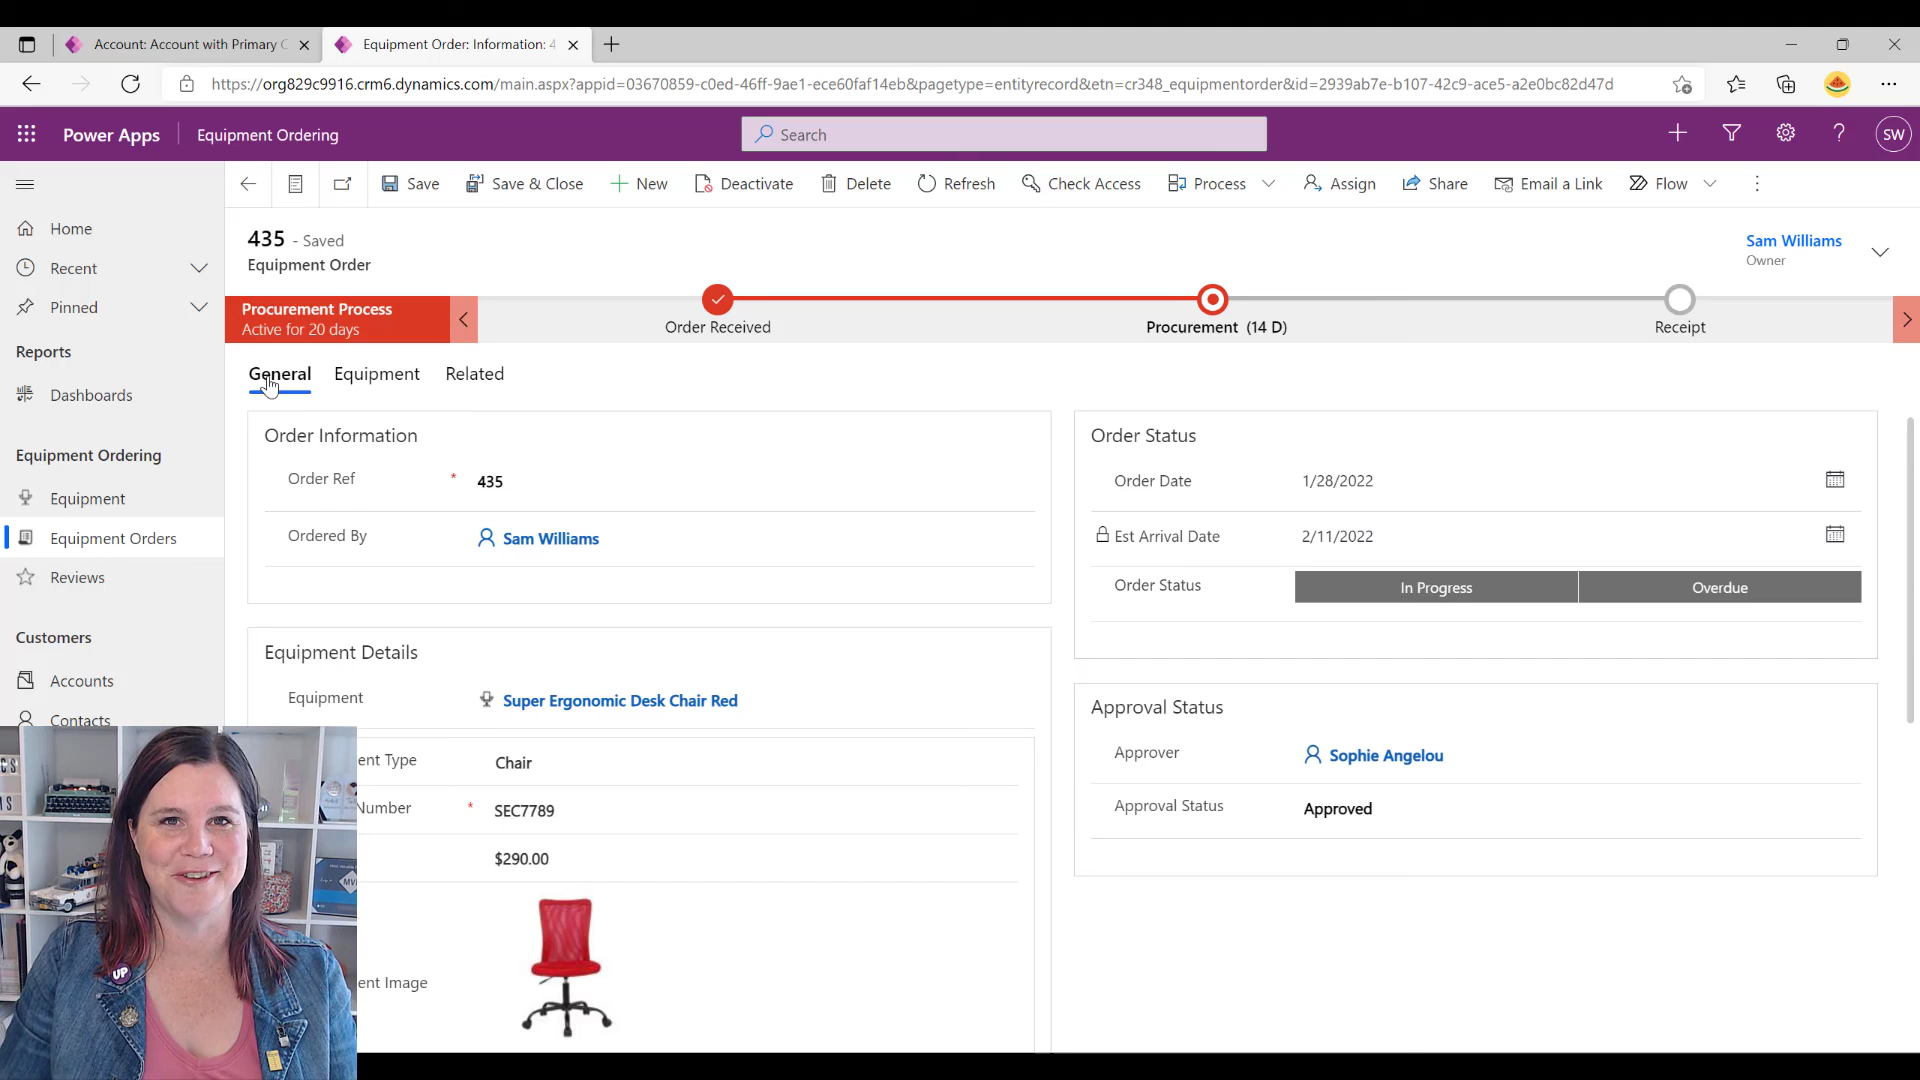 Account: Account with Primary C
Equipment Order: Information: 4
https://org829c9916.crm6.dynamics.com/main.aspx?appid=03670859-c0ed-46ff-9ae1-ece60faf14eb&pagetype=entityrecord&etn=cr348_equipmentorder&id=2939ab7e-b107-42c9-ace5-a2e0bc82d47d
Power Apps
Equipment Ordering
Search
SW
Save
Save & Close
New
Deactivate
Delete
Refresh
Check Access
Process
Assign
Share
Email a Link
Flow
Home
Recent
Pinned
Reports
Dashboards
Equipment Ordering
Equipment
Equipment Orders
Reviews
Customers
Accounts
Contacts
435 - Saved
Equipment Order
Sam Williams
Owner
Procurement Process
Active for 20 days
Order Received
Procurement (14 D)
Receipt
General
Equipment
Related
Order Information
Order Ref * 435
Ordered By Sam Williams
Equipment Details
Equipment Super Ergonomic Desk Chair Red
ent Type Chair
Number * SEC7789
$290.00
ent Image
Order Status
Order Date 1/28/2022
Est Arrival Date 2/11/2022
Order Status In Progress Overdue
Approval Status
Approver Sophie Angelou
Approval Status Approved
UP